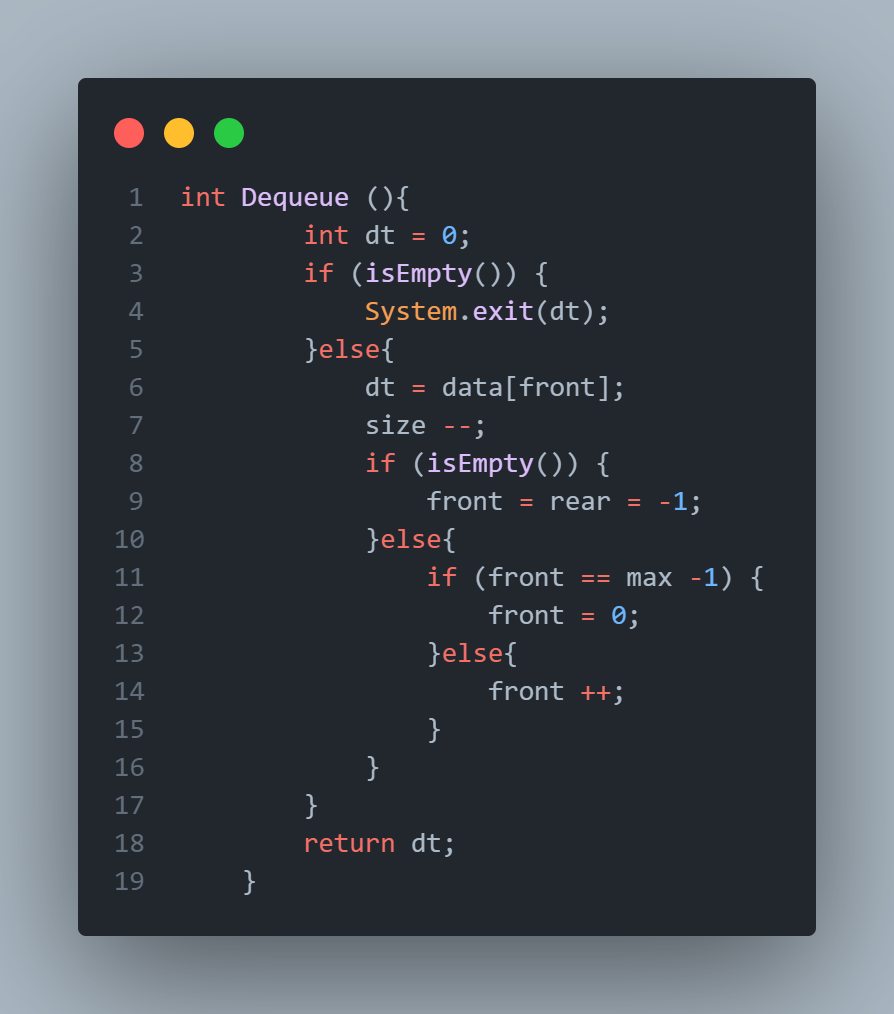 1 int Dequeue (){
2         int dt = 0;
3         if (isEmpty()) {
4             System.exit(dt);
5         }else{
6             dt = data[front];
7             size --;
8             if (isEmpty()) {
9                 front = rear = -1;
10             }else{
11                 if (front == max -1) {
12                     front = 0;
13                 }else{
14                     front ++;
15                 }
16             }
17         }
18         return dt;
19     }